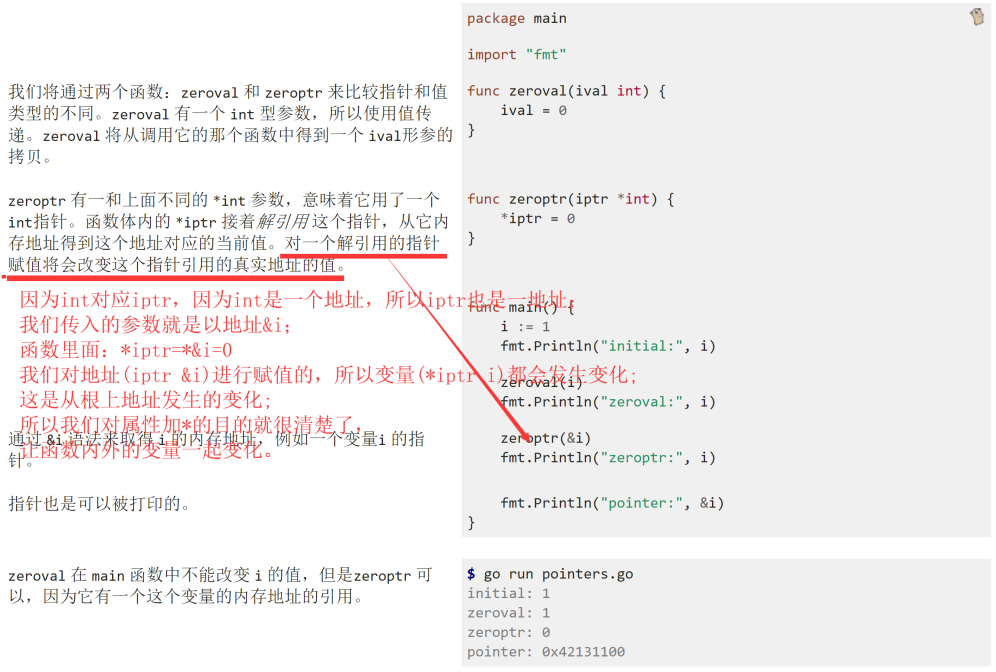 我们将通过两个函数：zeroval 和 zeroptr 来比较指针和值
类型的不同。zeroval 有一个 int 型参数，所以使用值传
递。zeroval 将从调用它的那个函数中得到一个 ival形参的
拷贝。
zeroptr 有一和上面不同的 *int 参数，意味着它用了一个
int指针。函数体内的 *iptr 接着解引用 这个指针，从它内
存地址得到这个地址对应的当前值。对一个解引用的指针
赋值将会改变这个指针引用的真实地址的值。
因为int对应iptr，因为int是一个地址，所以iptr也是一地址；
我们传入的参数就是以地址&i；
函数里面：*iptr=*&i=0
我们对地址(iptr &i)进行赋值的，所以变量(*iptr i)都会发生变化；
这是从根上地址发生的变化；
所以我们对属性加*的目的就很清楚了，
让函数内外的变量一起变化。
通过 &i 语法来取得 i 的内存地址，例如一个变量i 的指
针。
指针也是可以被打印的。
zeroval 在 main 函数中不能改变 i 的值，但是zeroptr 可
以，因为它有一个这个变量的内存地址的引用。
package main
import "fmt"
func zeroval(ival int) {
ival = 0
}
func zeroptr(iptr *int) {
*iptr = 0
}
func main() {
i := 1
fmt.Println("initial:", i)
zeroval(i)
fmt.Println("zeroval:", i)
zeroptr(&i)
fmt.Println("zeroptr:", i)
fmt.Println("pointer:", &i)
}
$ go run pointers.go
initial: 1
zeroval: 1
zeroptr: 0
pointer: 0x42131100